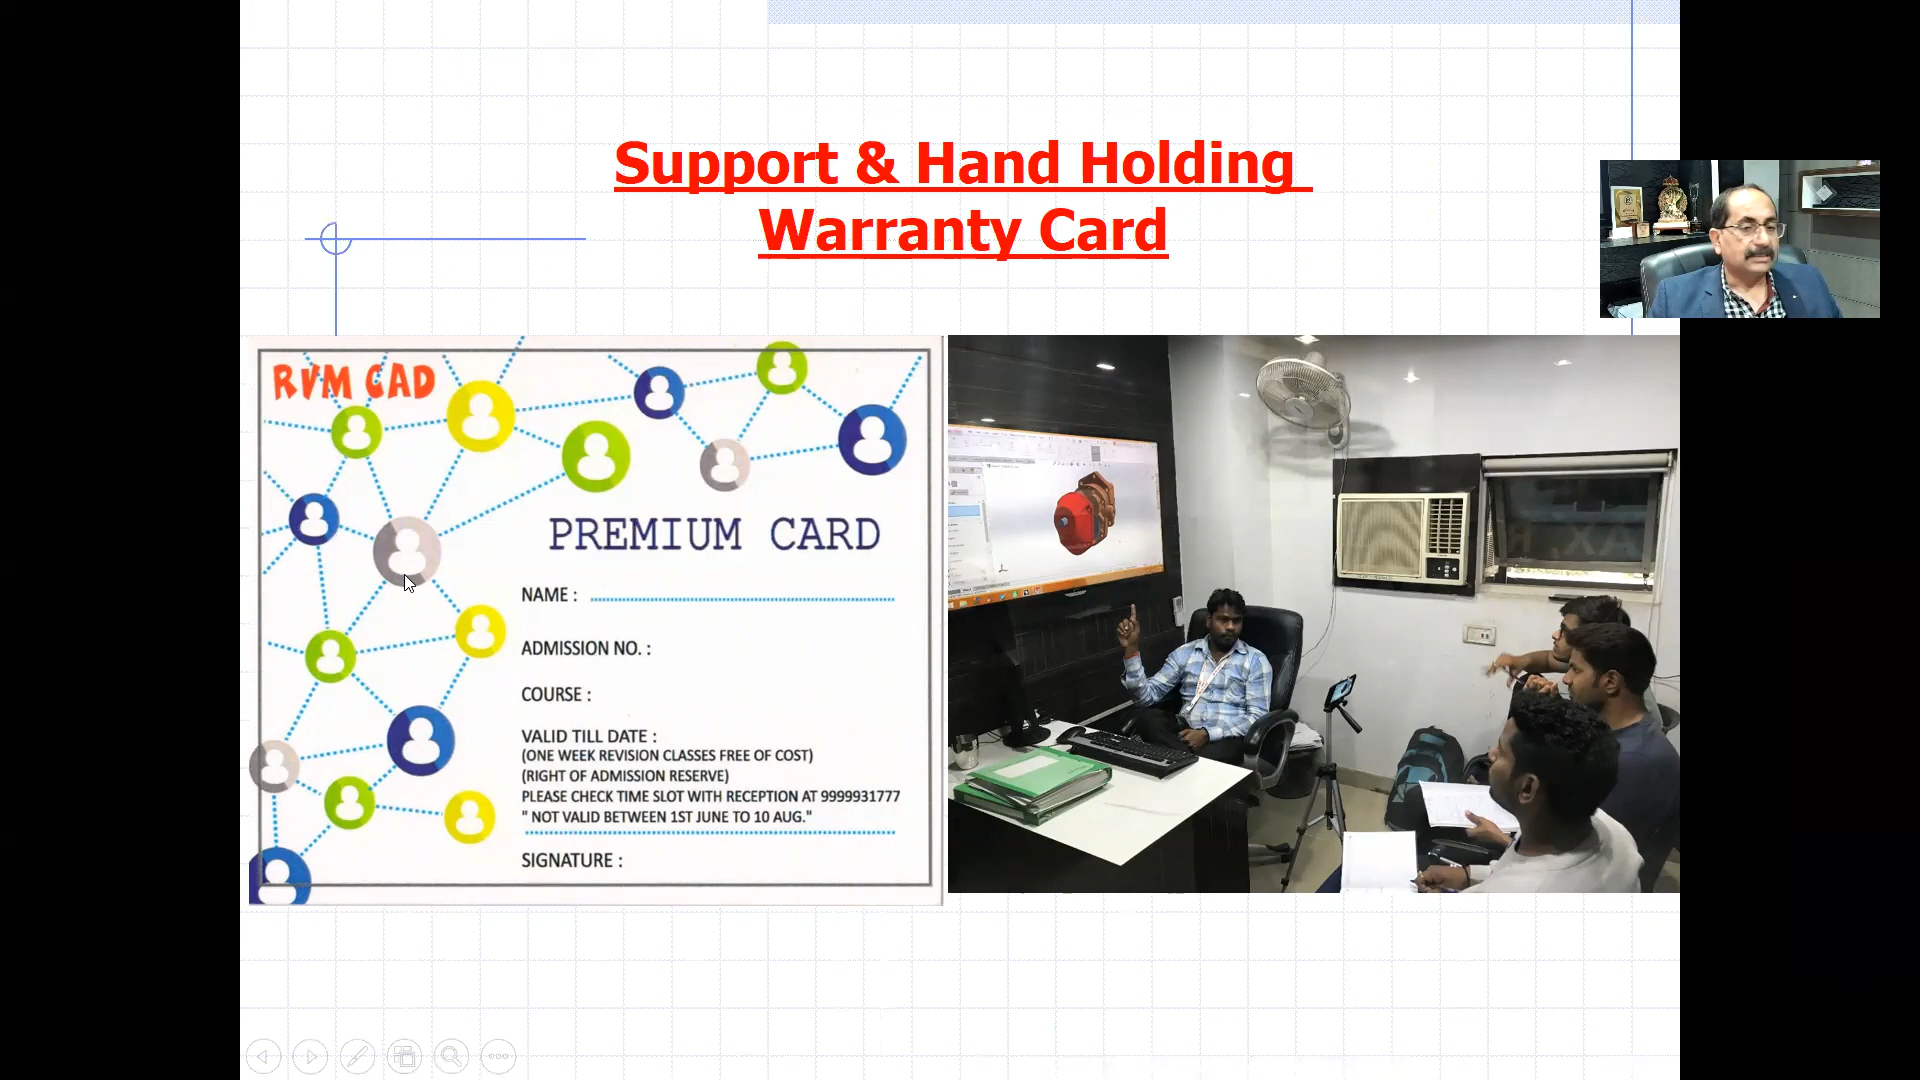 Support & Hand Holding
Warranty Card
RVM CAD
PREMIUM CARD
NAME :
ADMISSION NO. :
COURSE :
VALID TILL DATE :
(ONE WEEK REVISION CLASSES FREE OF COST)
(RIGHT OF ADMISSION RESERVE)
PLEASE CHECK TIME SLOT WITH RECEPTION AT 9999931777
" NOT VALID BETWEEN 1ST JUNE TO 10 AUG."
SIGNATURE :